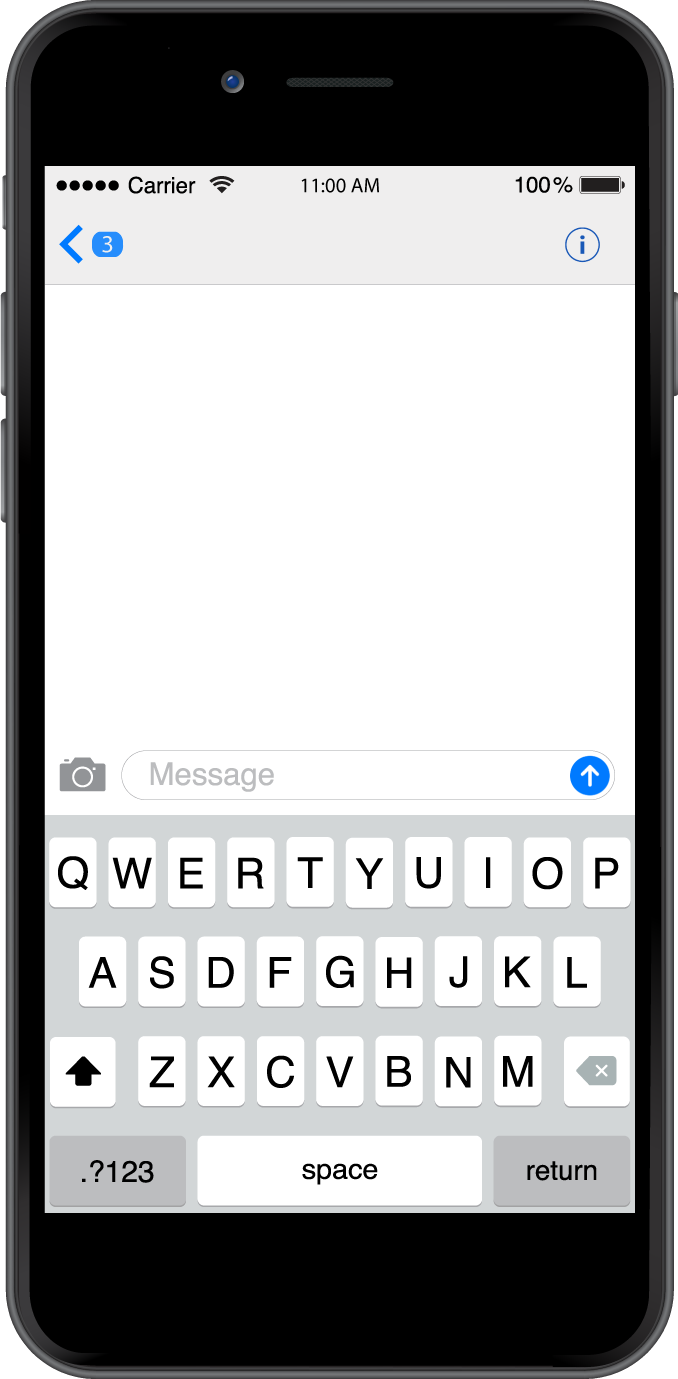 Carrier 11:00 AM 100%
3 i
Message
Q W E R T Y U I O P
A S D F G H J K L
Z X C V B N M
.?123 space return